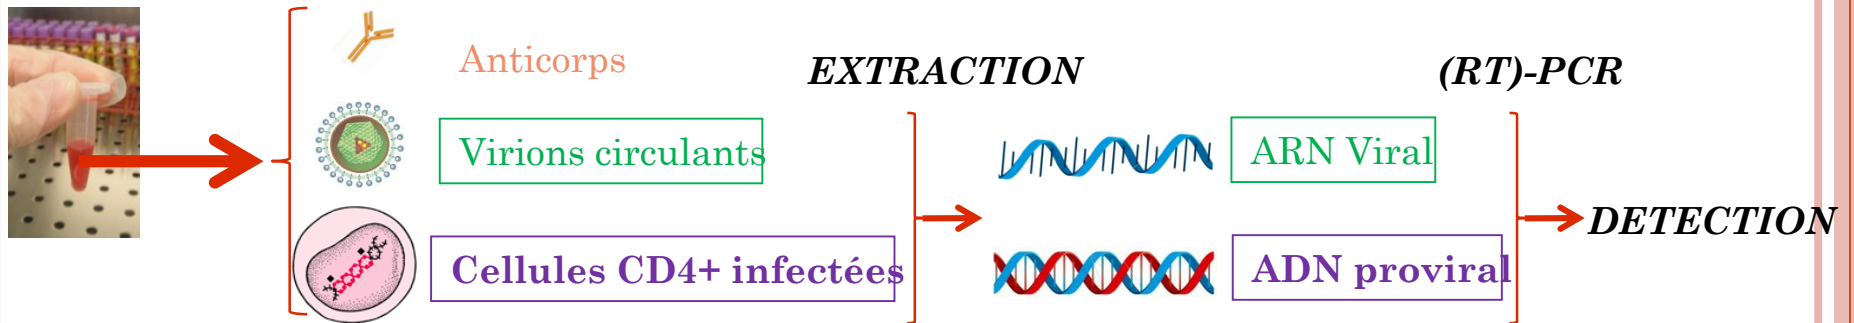 Anticorps
EXTRACTION
(RT)-PCR
Virions circulants
ARN Viral
DETECTION
Cellules CD4+ infectées
ADN proviral